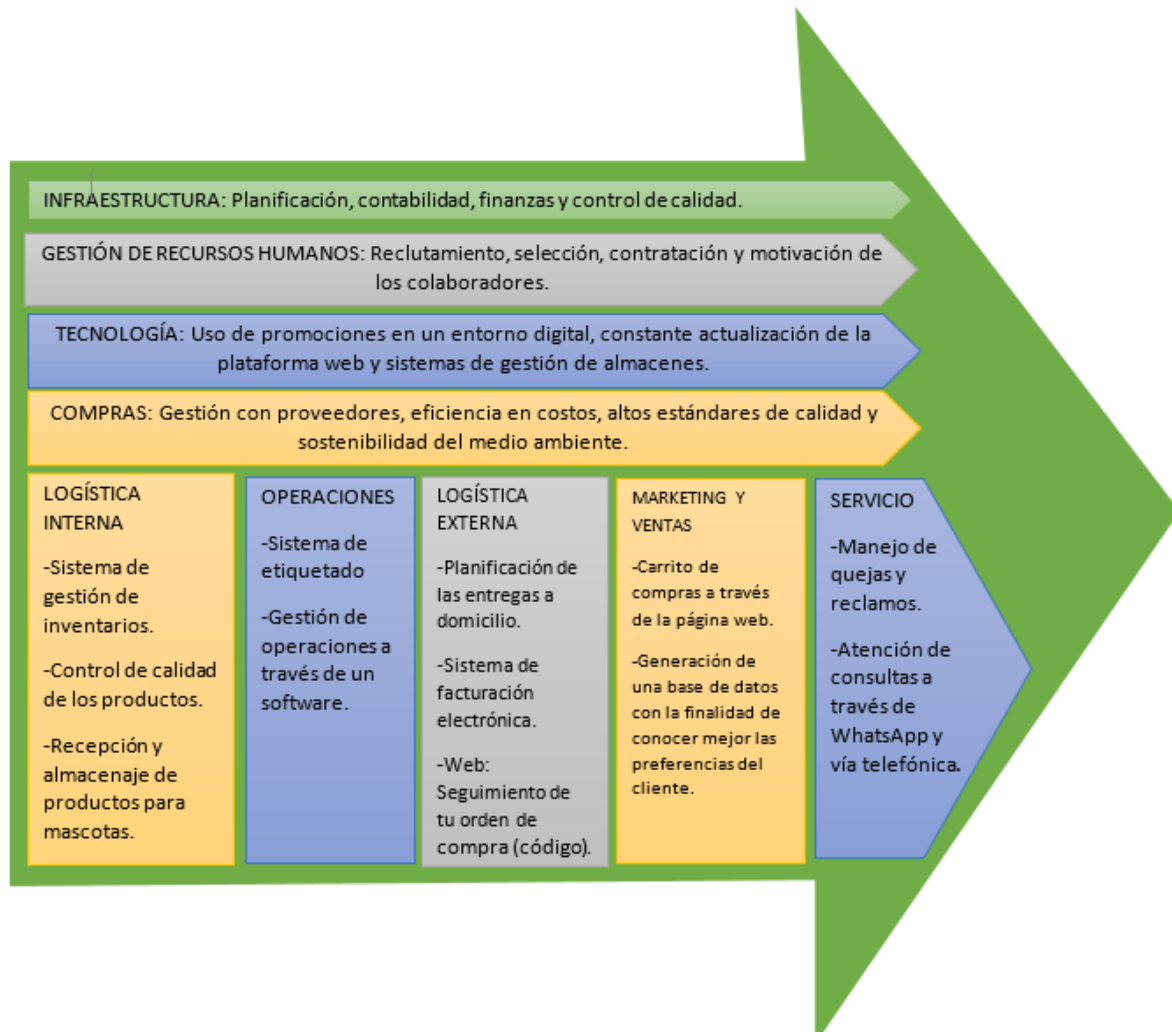 INFRAESTRUCTURA: Planificación, contabilidad, finanzas y control de calidad.
GESTIÓN DE RECURSOS HUMANOS: Reclutamiento, selección, contratación y motivación de
los colaboradores.
TECNOLOGÍA: Uso de promociones en un entorno digital, constante actualización de la
plataforma web y sistemas de gestión de almacenes.
COMPRAS: Gestión con proveedores, eficiencia en costos, altos estándares de calidad y
sostenibilidad del medio ambiente.
LOGÍSTICA
INTERNA
-Sistema de
gestión de
inventarios.
-Control de calidad
de los productos.
-Recepción y
almacenaje de
productos para
mascotas.
OPERACIONES
-Sistema de
etiquetado
-Gestión de
operaciones a
través de un
software.
LOGÍSTICA
EXTERNA
-Planificación de
las entregas a
domicilio.
-Sistema de
facturación
electrónica.
-Web:
Seguimiento de
tu orden de
compra (código).
MARKETING Y
VENTAS
-Carrito de
compras a través
de la página web.
-Generación de
una base de datos
con la finalidad de
conocer mejor las
preferencias del
cliente.
SERVICIO
-Manejo de
quejas y
reclamos.
-Atención de
consultas a
través de
WhatsApp y
vía telefónica.